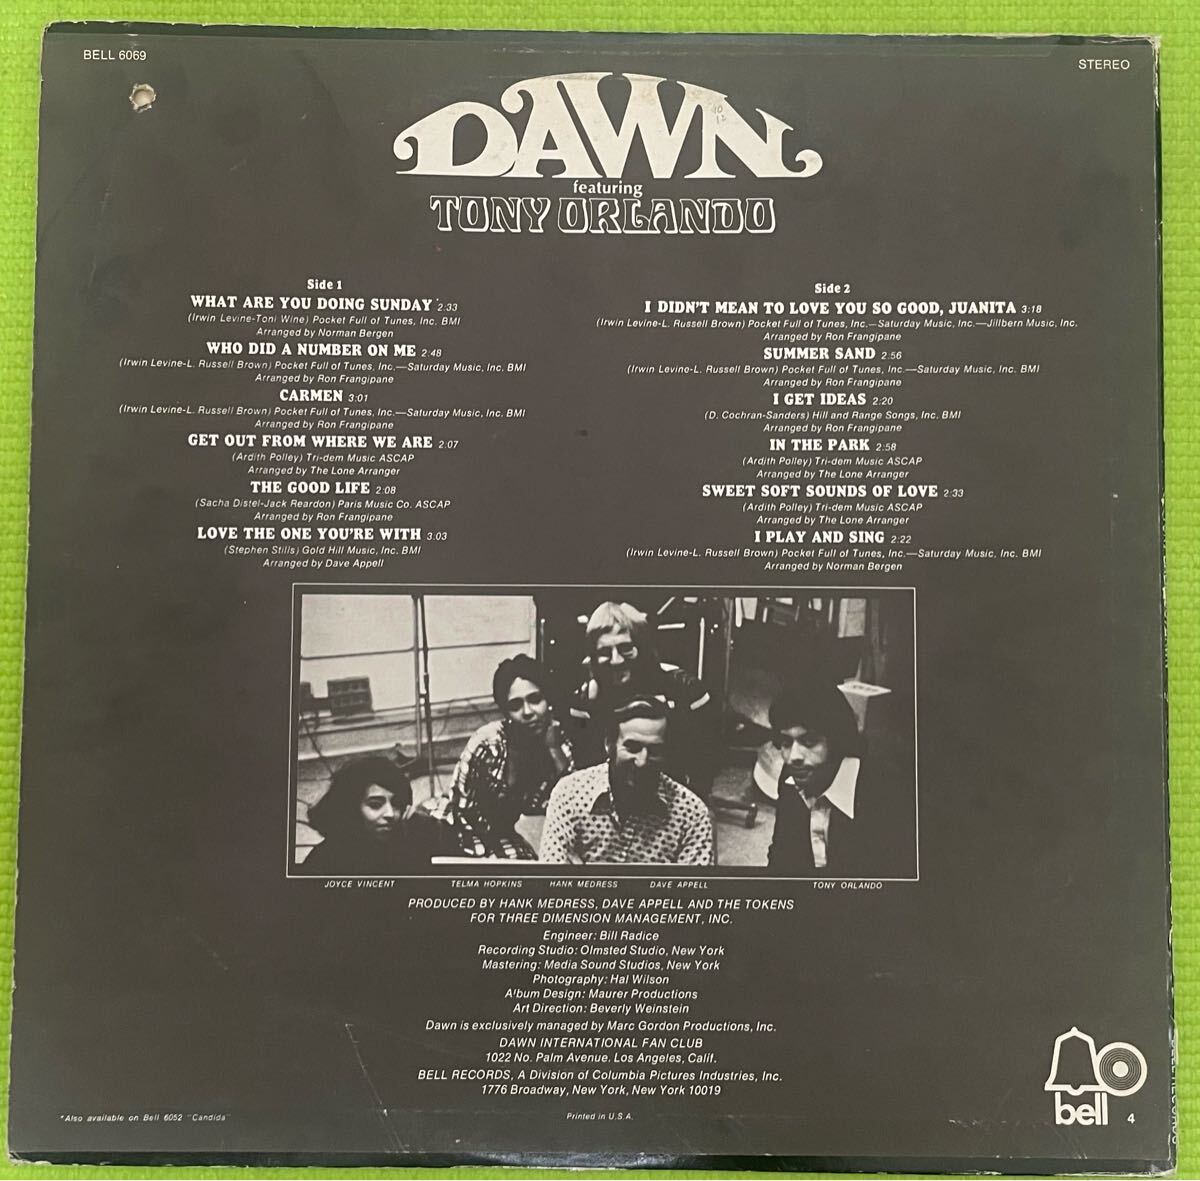 BELL 6069
STEREO
DAWN
featuring
TONY ORLANDO
Side 1
WHAT ARE YOU DOING SUNDAY 2:33
(Irwin Levine-Toni Wine) Pocket Full of Tunes, Inc. BMI
Arranged by Norman Bergen
WHO DID A NUMBER ON ME 2:48
(Irwin Levine-L. Russell Brown) Pocket Full of Tunes, Inc.—Saturday Music, Inc. BMI
Arranged by Ron Frangipane
CARMEN 3:01
(Irwin Levine-L. Russell Brown) Pocket Full of Tunes, Inc.—Saturday Music, Inc. BMI
Arranged by Ron Frangipane
GET OUT FROM WHERE WE ARE 2:07
(Ardith Polley) Tri-dem Music ASCAP
Arranged by The Lone Arranger
THE GOOD LIFE 2:08
(Sacha Distel-Jack Reardon) Paris Music Co. ASCAP
Arranged by Ron Frangipane
LOVE THE ONE YOU'RE WITH 3:03
(Stephen Stills) Gold Hill Music, Inc. BMI
Arranged by Dave Appell
Side 2
I DIDN'T MEAN TO LOVE YOU SO GOOD, JUANITA 3:18
(Irwin Levine-L. Russell Brown) Pocket Full of Tunes, Inc.—Saturday Music, Inc.—Jillbern Music, Inc.
Arranged by Ron Frangipane
SUMMER SAND 2:56
(Irwin Levine-L. Russell Brown) Pocket Full of Tunes, Inc.—Saturday Music, Inc. BMI
Arranged by Ron Frangipane
I GET IDEAS 2:20
(D. Cochran-Sanders) Hill and Range Songs, Inc. BMI
Arranged by Ron Frangipane
IN THE PARK 2:58
(Ardith Polley) Tri-dem Music ASCAP
Arranged by The Lone Arranger
SWEET SOFT SOUNDS OF LOVE 2:33
(Ardith Polley) Tri-dem Music ASCAP
Arranged by The Lone Arranger
I PLAY AND SING 2:22
(Irwin Levine-L. Russell Brown) Pocket Full of Tunes, Inc.—Saturday Music, Inc. BMI
Arranged by Norman Bergen
JOYCE VINCENT TELMA HOPKINS HANK MEDRESS DAVE APPELL TONY ORLANDO
PRODUCED BY HANK MEDRESS, DAVE APPELL AND THE TOKENS
FOR THREE DIMENSION MANAGEMENT, INC.
Engineer: Bill Radice
Recording Studio: Olmsted Studio, New York
Mastering: Media Sound Studios, New York
Photography: Hal Wilson
Album Design: Maurer Productions
Art Direction: Beverly Weinstein
Dawn is exclusively managed by Marc Gordon Productions, Inc.
DAWN INTERNATIONAL FAN CLUB
1022 No. Palm Avenue. Los Angeles, Calif.
BELL RECORDS, A Division of Columbia Pictures Industries, Inc.
1776 Broadway, New York, New York 10019
*Also available on Bell 6052 "Candida"
Printed in U.S.A.
bell
4